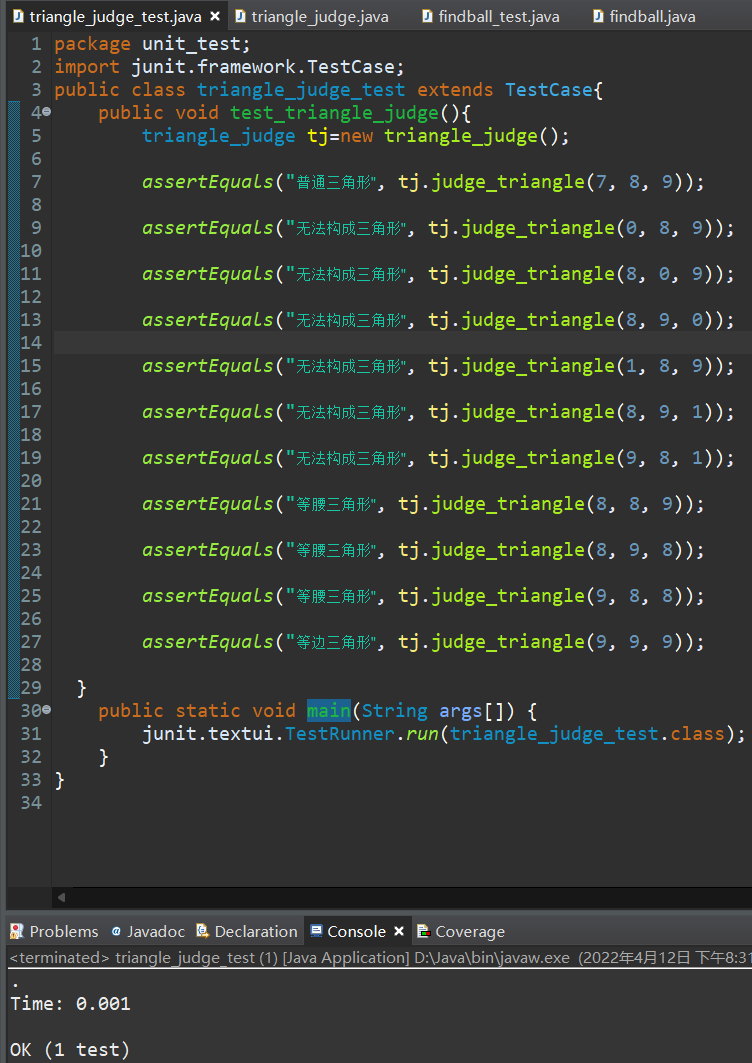 triangle_judge_test.java triangle_judge.java findball_test.java findball.java
1 package unit_test;
2 import junit.framework.TestCase;
3 public class triangle_judge_test extends TestCase{
4 public void test_triangle_judge(){
5 triangle_judge tj=new triangle_judge();
6
7 assertEquals("普通三角形", tj.judge_triangle(7, 8, 9));
8
9 assertEquals("无法构成三角形", tj.judge_triangle(0, 8, 9));
10
11 assertEquals("无法构成三角形", tj.judge_triangle(8, 0, 9));
12
13 assertEquals("无法构成三角形", tj.judge_triangle(8, 9, 0));
14
15 assertEquals("无法构成三角形", tj.judge_triangle(1, 8, 9));
16
17 assertEquals("无法构成三角形", tj.judge_triangle(8, 9, 1));
18
19 assertEquals("无法构成三角形", tj.judge_triangle(9, 8, 1));
20
21 assertEquals("等腰三角形", tj.judge_triangle(8, 8, 9));
22
23 assertEquals("等腰三角形", tj.judge_triangle(8, 9, 8));
24
25 assertEquals("等腰三角形", tj.judge_triangle(9, 8, 8));
26
27 assertEquals("等边三角形", tj.judge_triangle(9, 9, 9));
28
29 }
30 public static void main(String args[]) {
31 junit.textui.TestRunner.run(triangle_judge_test.class);
32 }
33 }
34
Problems @ Javadoc Declaration Console Coverage
<terminated> triangle_judge_test (1) [Java Application] D:\Java\bin\javaw.exe (2022年4月12日 下午8:31
.
Time: 0.001
OK (1 test)